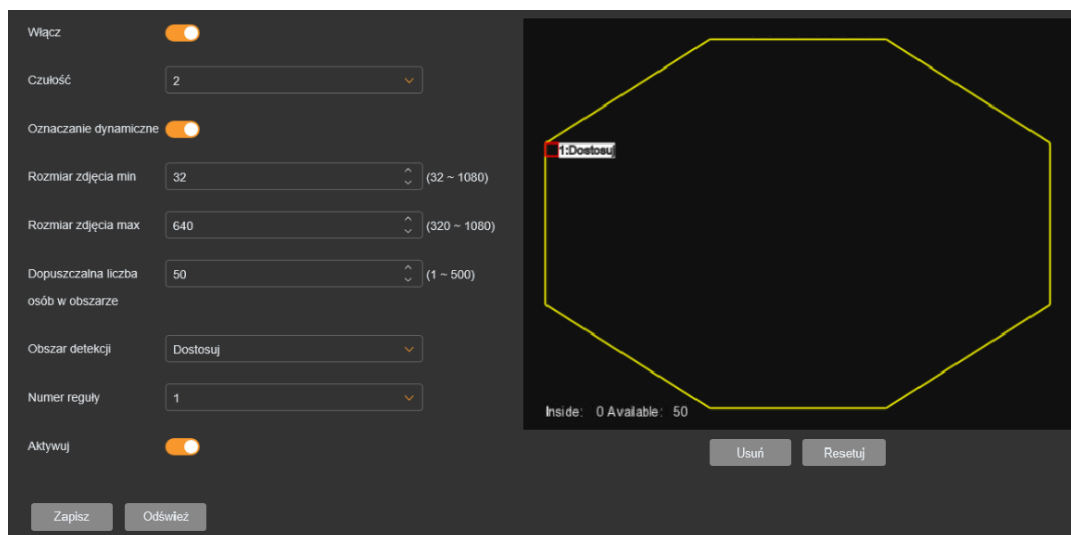 Włącz
Czułość
2
Oznaczanie dynamiczne
Rozmiar zdjęcia min
32
(32 ~ 1080)
Rozmiar zdjęcia max
640
(320 ~ 1080)
Dopuszczalna liczba
osób w obszarze
50
(1 ~ 500)
Obszar detekcji
Dostosuj
Numer reguły
1
Aktywuj
Zapisz
Odśwież
1:Dostosuj
Inside: 0 Available: 50
Usuń
Resetuj